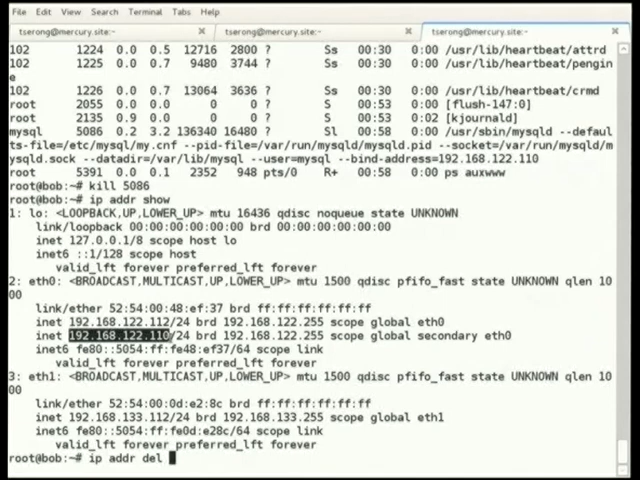 File Edit View Search Terminal Tabs Help
tserong@mercury.site:~ tserong@mercury.site:~ tserong@mercury.site:~
102 1224 0.0 0.5 12716 2800 ? Ss 00:30 0:00 /usr/lib/heartbeat/attrd
102 1225 0.0 0.7 9480 3744 ? Ss 00:30 0:00 /usr/lib/heartbeat/pengin
e
102 1226 0.0 0.7 13064 3636 ? Ss 00:30 0:00 /usr/lib/heartbeat/crmd
root 2055 0.0 0.0 0 0 ? S 00:53 0:00 [flush-147:0]
root 2135 0.9 0.0 0 0 ? S 00:53 0:02 [kjournald]
mysql 5086 0.2 3.2 136340 16480 ? Sl 00:58 0:00 /usr/sbin/mysqld --defaul
ts-file=/etc/mysql/my.cnf --pid-file=/var/run/mysqld/mysqld.pid --socket=/var/run/mysqld/m
ysqld.sock --datadir=/var/lib/mysql --user=mysql --bind-address=192.168.122.110
root 5391 0.0 0.1 2352 948 pts/0 R+ 00:58 0:00 ps auxwww
root@bob:~# kill 5086
root@bob:~# ip addr show
1: lo: <LOOPBACK,UP,LOWER_UP> mtu 16436 qdisc noqueue state UNKNOWN
link/loopback 00:00:00:00:00:00 brd 00:00:00:00:00:00
inet 127.0.0.1/8 scope host lo
inet6 ::1/128 scope host
valid_lft forever preferred_lft forever
2: eth0: <BROADCAST,MULTICAST,UP,LOWER_UP> mtu 1500 qdisc pfifo_fast state UNKNOWN qlen 10
00
link/ether 52:54:00:48:ef:37 brd ff:ff:ff:ff:ff:ff
inet 192.168.122.112/24 brd 192.168.122.255 scope global eth0
inet 192.168.122.110/24 brd 192.168.122.255 scope global secondary eth0
inet6 fe80::5054:ff:fe48:ef37/64 scope link
valid_lft forever preferred_lft forever
3: eth1: <BROADCAST,MULTICAST,UP,LOWER_UP> mtu 1500 qdisc pfifo_fast state UNKNOWN qlen 10
00
link/ether 52:54:00:0d:e2:8c brd ff:ff:ff:ff:ff:ff
inet 192.168.133.112/24 brd 192.168.133.255 scope global eth1
inet6 fe80::5054:ff:fe0d:e28c/64 scope link
valid_lft forever preferred_lft forever
root@bob:~# ip addr del